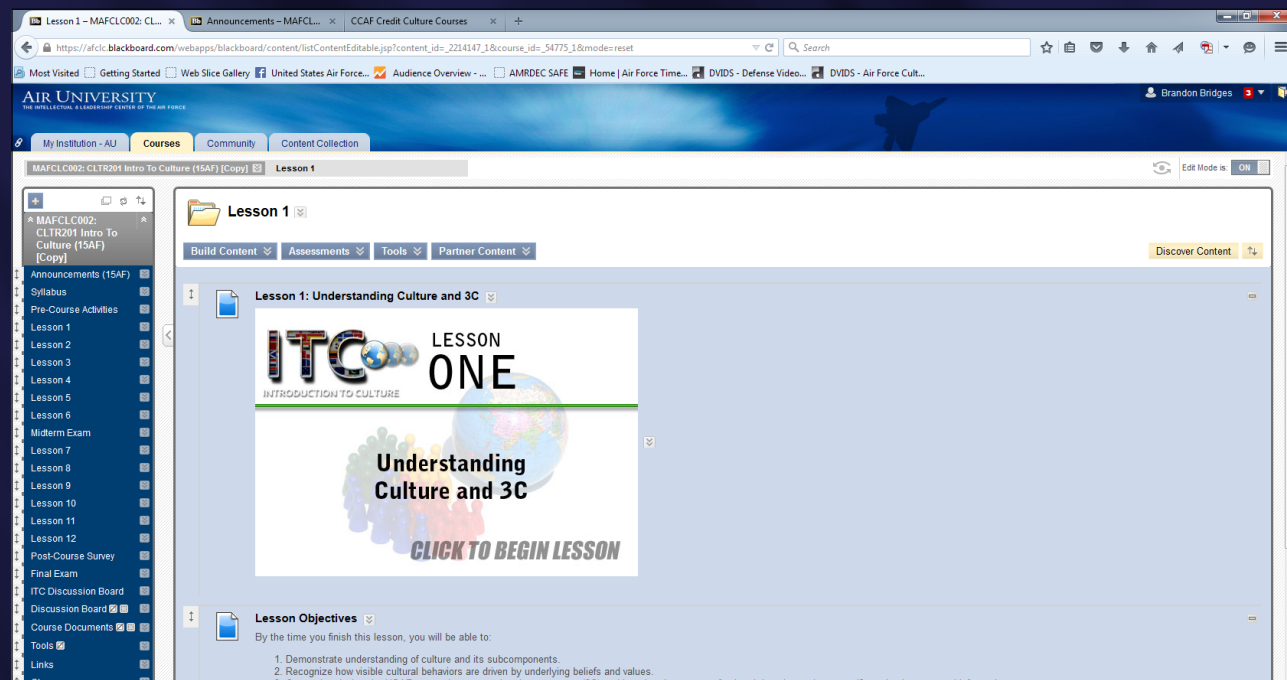 Lesson 1 – MAFCLC002: CL...
Announcements – MAFCL...
CCAF Credit Culture Courses
https://afclc.blackboard.com/webapps/blackboard/content/listContentEditable.jsp?content_id=_2214147_1&course_id=_54775_1&mode=reset
Search
Most Visited Getting Started Web Slice Gallery United States Air Force... Audience Overview - ... AMRDEC SAFE Home | Air Force Time... DVIDS - Defense Video... DVIDS - Air Force Cult...
AIR UNIVERSITY
THE INTELLECTUAL & LEADERSHIP CENTER OF THE AIR FORCE
Brandon Bridges 3
My Institution - AU Courses Community Content Collection
MAFCLC002: CLTR201 Intro To Culture (15AF) [Copy] Lesson 1
Edit Mode is: ON
MAFCLC002:
CLTR201 Intro To
Culture (15AF)
[Copy]
Announcements (15AF)
Syllabus
Pre-Course Activities
Lesson 1
Lesson 2
Lesson 3
Lesson 4
Lesson 5
Lesson 6
Midterm Exam
Lesson 7
Lesson 8
Lesson 9
Lesson 10
Lesson 11
Lesson 12
Post-Course Survey
Final Exam
ITC Discussion Board
Discussion Board
Course Documents
Tools
Links
Lesson 1
Build Content Assessments Tools Partner Content
Discover Content
Lesson 1: Understanding Culture and 3C
ITC
INTRODUCTION TO CULTURE
LESSON
ONE
Understanding
Culture and 3C
CLICK TO BEGIN LESSON
Lesson Objectives
By the time you finish this lesson, you will be able to:
1. Demonstrate understanding of culture and its subcomponents.
2. Recognize how visible cultural behaviors are driven by underlying beliefs and values.